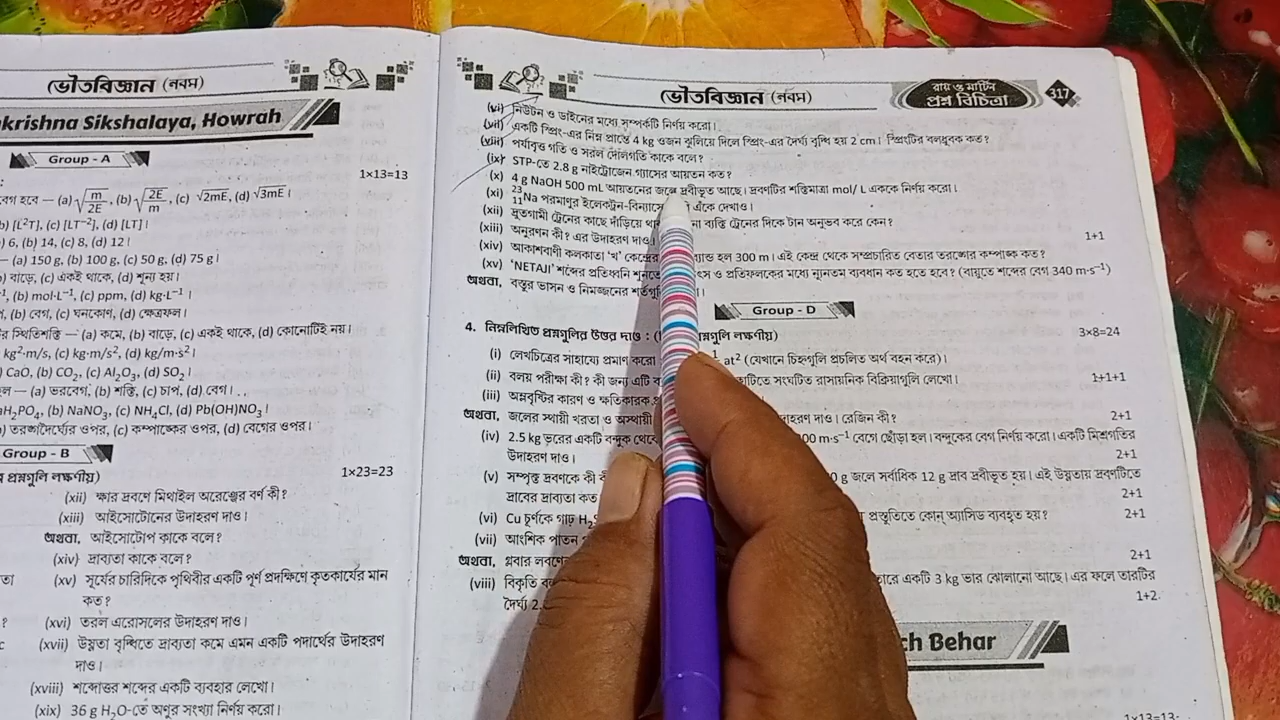 ভৌতবিজ্ঞান (নবম)
krishna Sikshalaya, Howrah
Group - A
1×13=13
বেগ হবে — (a) √m/2E, (b) √2E/m, (c) √2mE, (d) √3mE।
b) [L²T], (c) [LT⁻²], (d) [LT]।
6, (b) 14, (c) 8, (d) 12।
— (a) 150 g, (b) 100 g, (c) 50 g, (d) 75 g।
বাড়ে, (c) একই থাকে, (d) শূন্য হয়।
(b) mol·L⁻¹, (c) ppm, (d) kg·L⁻¹।
(b) বেগ, (c) ঘনকোণ, (d) ক্ষেত্রফল।
স্থিতিশক্তি — (a) কমে, (b) বাড়ে, (c) একই থাকে, (d) কোনোটিই নয়।
kg²·m/s, (c) kg·m/s², (d) kg/m·s²।
CaO, (b) CO₂, (c) Al₂O₃, (d) SO₂।
— (a) ভরবেগ, (b) শক্তি, (c) চাপ, (d) বেগ।
H₂PO₄, (b) NaNO₃, (c) NH₄Cl, (d) Pb(OH)NO₃।
তরঙ্গদৈর্ঘ্যের ওপর, (c) কম্পাঙ্কের ওপর, (d) বেগের ওপর।
Group - B
প্রশ্নগুলি লক্ষণীয়) 1×23=23
(xii) ক্ষার দ্রবণে মিথাইল অরেঞ্জের বর্ণ কী?
(xiii) আইসোটোনের উদাহরণ দাও।
অথবা, আইসোটোপ কাকে বলে?
(xiv) দ্রাব্যতা কাকে বলে?
(xv) সূর্যের চারিদিকে পৃথিবীর একটি পূর্ণ প্রদক্ষিণে কৃতকার্যের মান
কত?
(xvi) তরল এরোসলের উদাহরণ দাও।
(xvii) উষ্ণতা বৃদ্ধিতে দ্রাব্যতা কমে এমন একটি পদার্থের উদাহরণ
দাও।
(xviii) শব্দোত্তর শব্দের একটি ব্যবহার লেখো।
(xix) 36 g H₂O-তে অণুর সংখ্যা নির্ণয় করো।
ভৌতবিজ্ঞান (নবম)
রায় ও মার্টিন
প্রশ্ন বিচিত্রা
317
(vi) নিউটন ও ডাইনের মধ্যে সম্পর্কটি নির্ণয় করো।
(vii) একটি স্প্রিং-এর নিম্ন প্রান্তে 4 kg ওজন ঝুলিয়ে দিলে স্প্রিং-এর দৈর্ঘ্য বৃদ্ধি হয় 2 cm। স্প্রিংটির বলধ্রুবক কত?
(viii) পর্যাবৃত্ত গতি ও সরল দোলগতি কাকে বলে?
(ix) STP-তে 2.8 g নাইট্রোজেন গ্যাসের আয়তন কত?
(x) 4 g NaOH 500 mL আয়তনের জলে দ্রবীভূত আছে। দ্রবণটির শক্তিমাত্রা mol/ L এককে নির্ণয় করো।
(xi) ²³₁₁Na পরমাণুর ইলেকট্রন-বিন্যাস এঁকে দেখাও।
(xii) দ্রুতগামী ট্রেনের কাছে দাঁড়িয়ে ব্যক্তি ট্রেনের দিকে টান অনুভব করে কেন?
(xiii) অনুরণন কী? এর উদাহরণ দাও। 1+1
(xiv) আকাশবাণী কলকাতা ‘খ’ কেন্দ্রের হল 300 m। এই কেন্দ্র থেকে সম্প্রচারিত বেতার তরঙ্গের কম্পাঙ্ক কত?
(xv) ‘NETAJI’ শব্দের প্রতিধ্বনি শুনতে ও প্রতিফলকের মধ্যে ন্যূনতম ব্যবধান কত হতে হবে? (বায়ুতে শব্দের বেগ 340 m·s⁻¹)
অথবা, বস্তুর ভাসন ও নিমজ্জনের
Group - D
4. নিম্নলিখিত প্রশ্নগুলির উত্তর দাও : লক্ষণীয়) 3×8=24
(i) লেখচিত্রের সাহায্যে প্রমাণ করো at² (যেখানে চিহ্নগুলি প্রচলিত অর্থ বহন করে)।
(ii) বলয় পরীক্ষা কী? কী জন্য এটি সংঘটিত রাসায়নিক বিক্রিয়াগুলি লেখো। 1+1+1
(iii) অম্লবৃষ্টির কারণ ও ক্ষতিকারক
অথবা, জলের স্থায়ী খরতা ও অস্থায়ী দাও। রেজিন কী? 2+1
(iv) 2.5 kg ভরের একটি বন্দুক থেকে m·s⁻¹ বেগে ছোঁড়া হল। বন্দুকের বেগ নির্ণয় করো। একটি মিশ্রগতির
উদাহরণ দাও। 2+1
(v) সম্পৃক্ত দ্রবণকে কী জলে সর্বাধিক 12 g দ্রাব দ্রবীভূত হয়। এই উষ্ণতায় দ্রবণটিতে
দ্রাবের দ্রাব্যতা কত 2+1
(vi) Cu চূর্ণকে গাঢ় প্রস্তুতিতে কোন্ অ্যাসিড ব্যবহৃত হয়? 2+1
(vii) আংশিক পাতন
অথবা, গ্লবার লবণের 2+1
(viii) বিকৃতি একটি 3 kg ভার ঝোলানো আছে। এর ফলে তারটির
দৈর্ঘ্য 2. 1+2
ch Behar
1×13=13